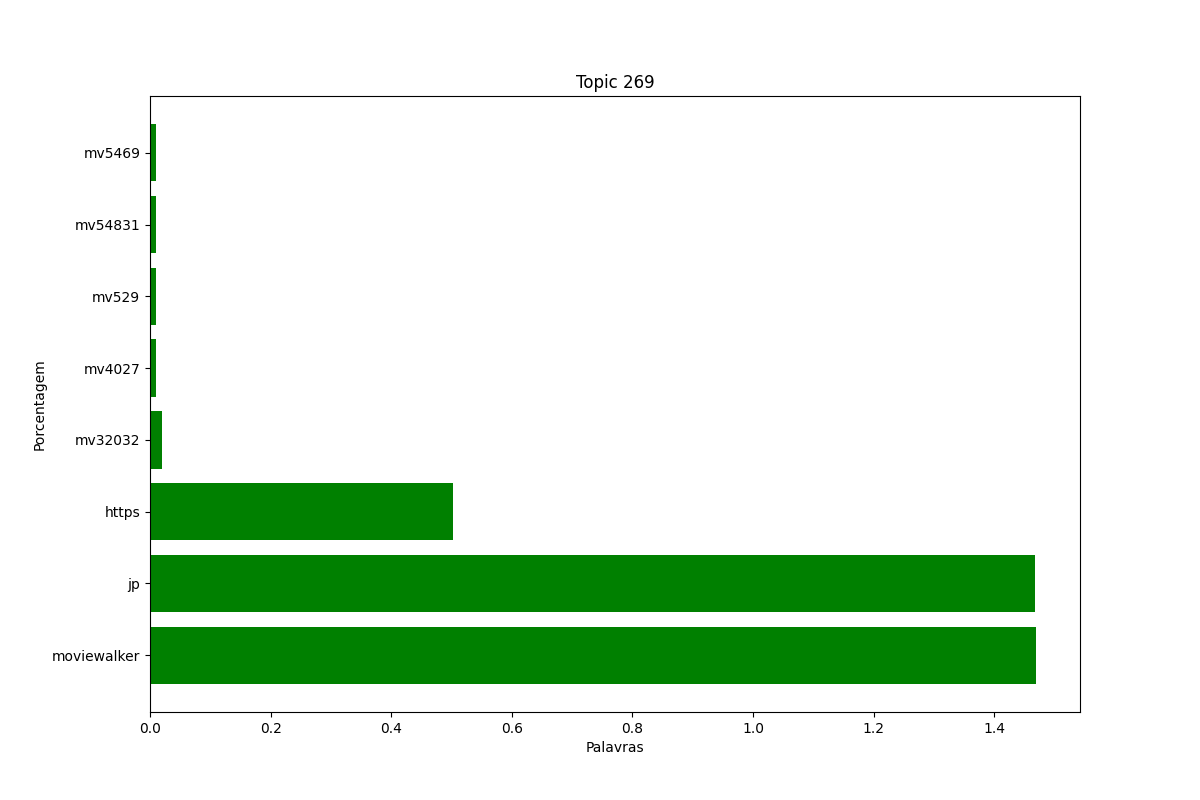 Topic 269
mv5469
mv54831
mv529
mv4027
mv32032
https
jp
moviewalker
Porcentagem
0.0 0.2 0.4 0.6 0.8 1.0 1.2 1.4
Palavras